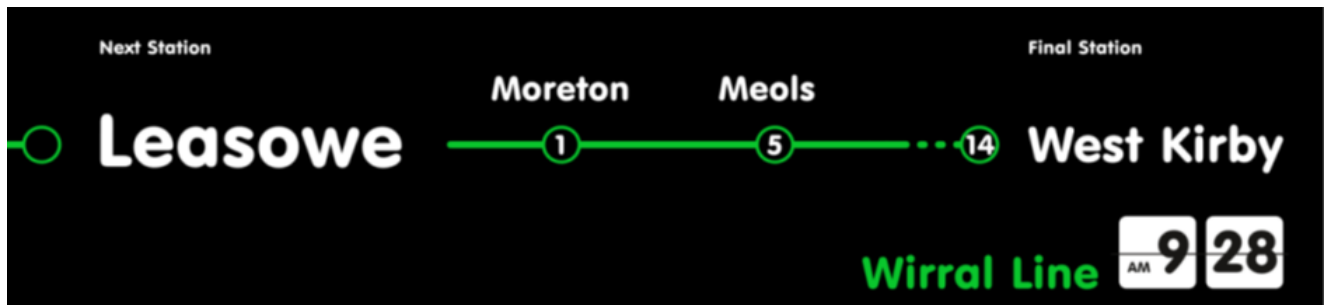 Next Station
Final Station
Moreton
Meols
Leasowe
1
5
14
West Kirby
Wirral Line
AM 9 28